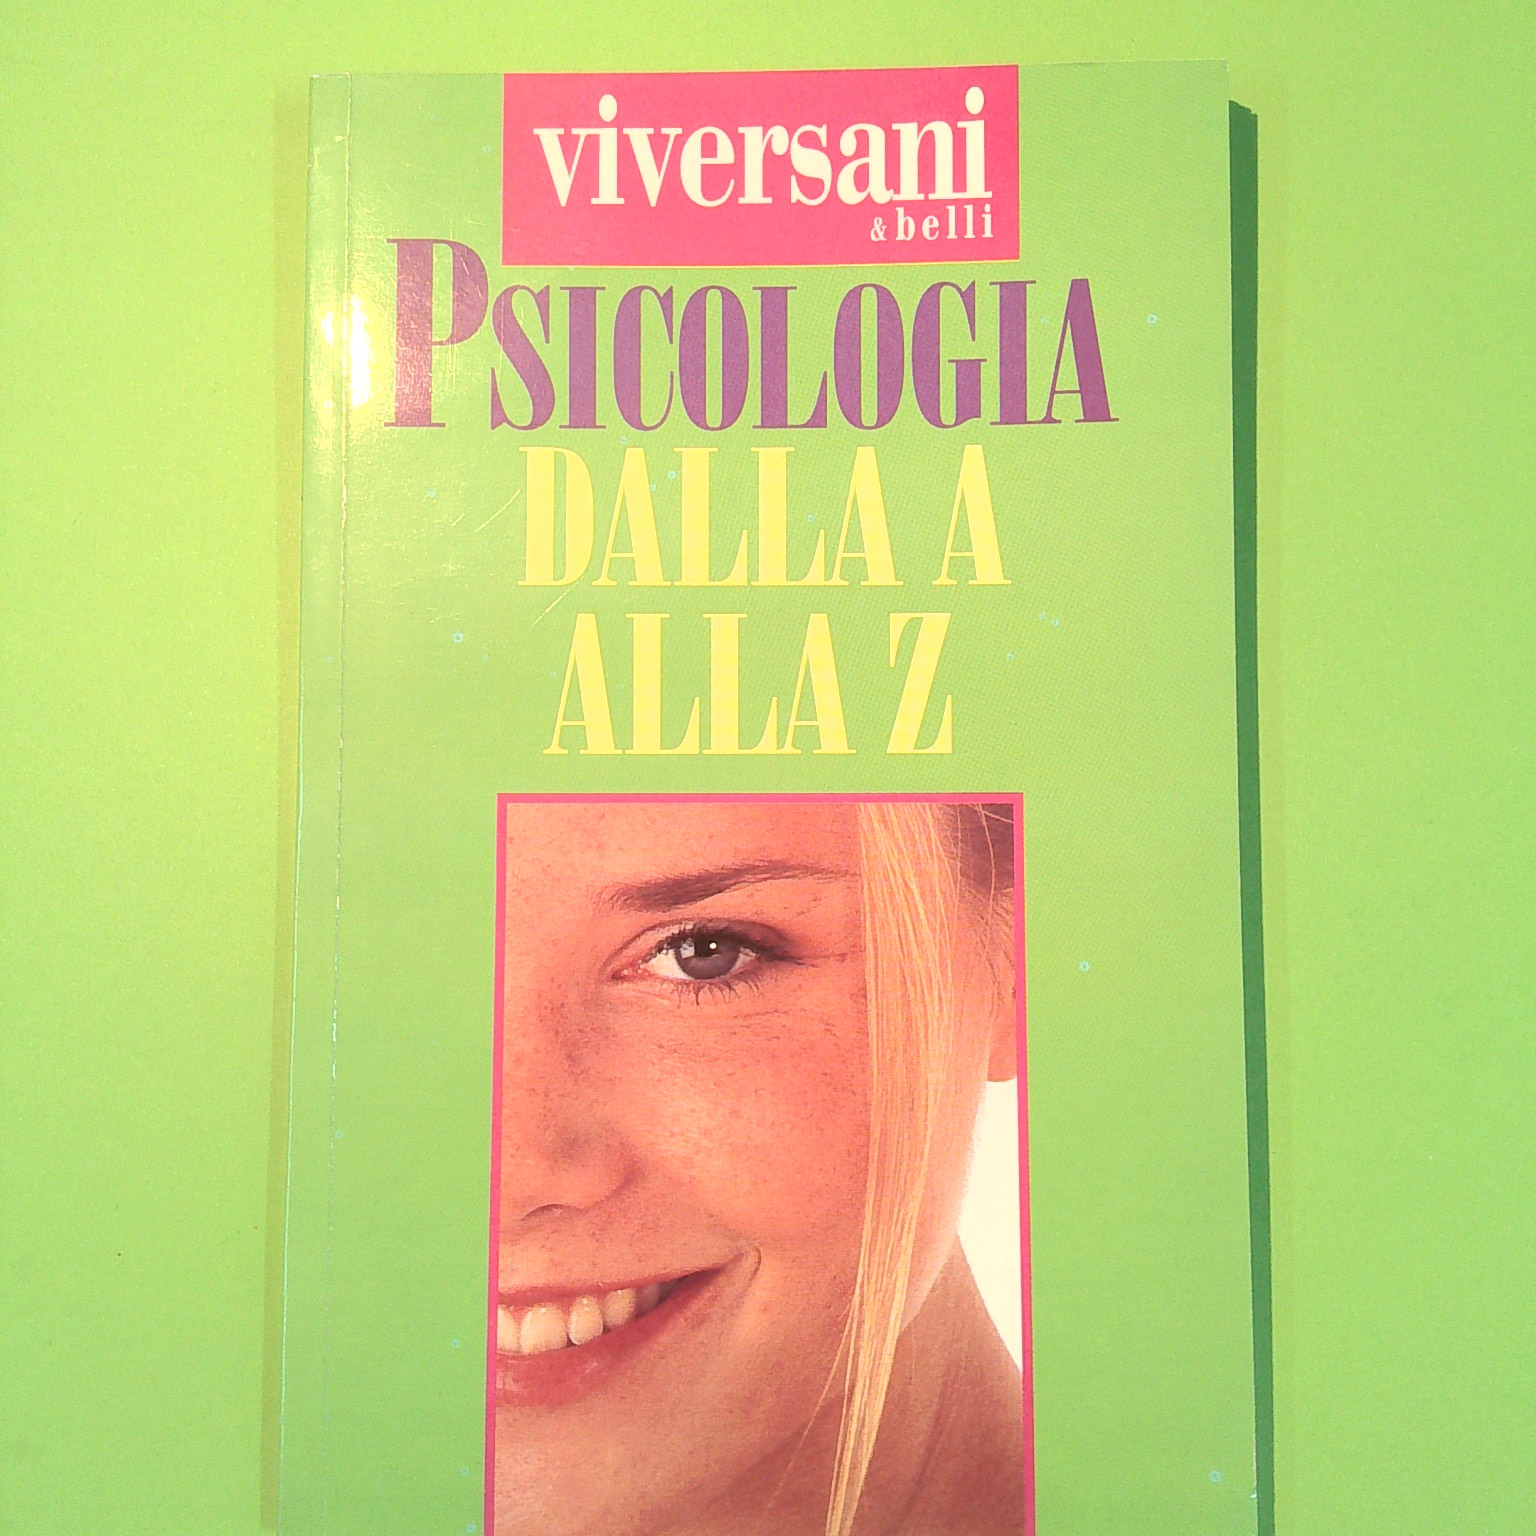 viversani
& belli
PSICOLOGIA
DALLA A
ALLA Z